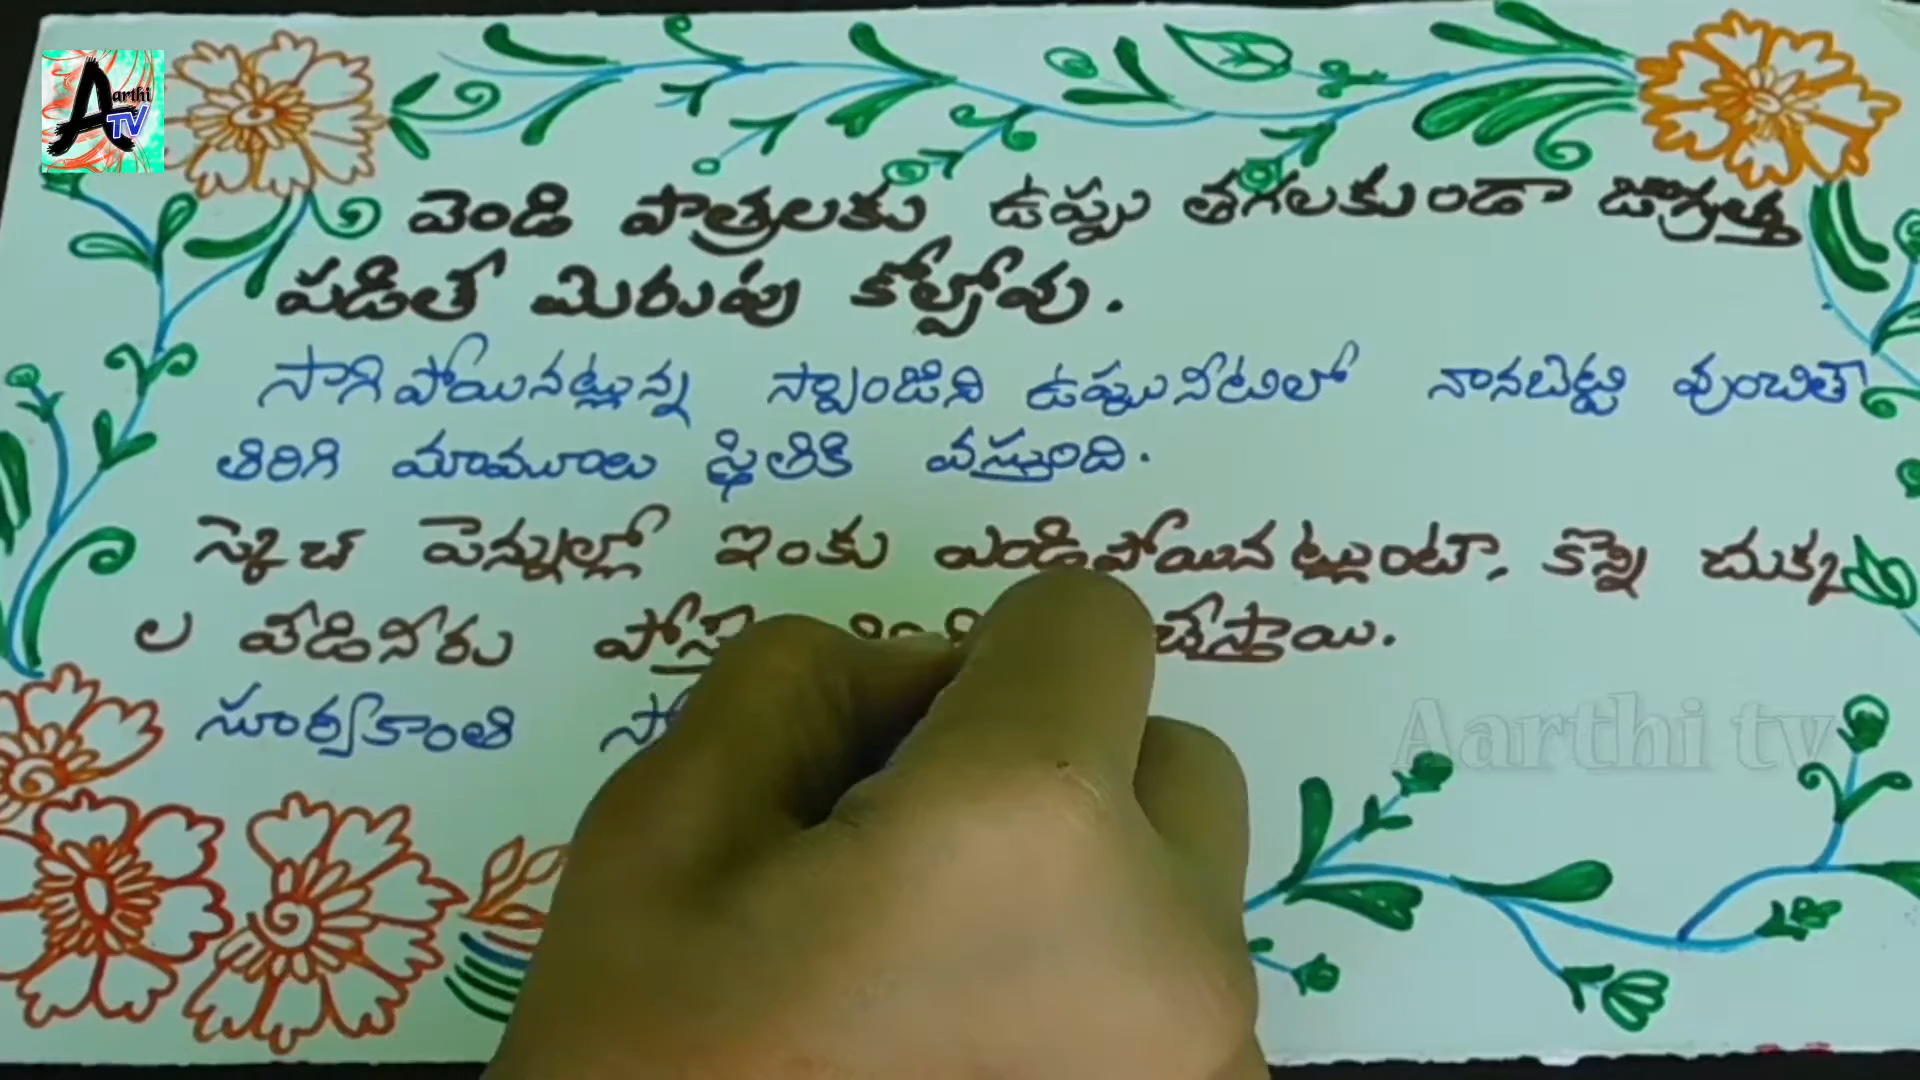 Aarthi TV
వెండి పాత్రలకు ఉప్పు తగలకుండా జాగ్రత్త
పడితే మెరుపు కోల్పోవు.
సాగిపోయినట్లున్న స్పాంజిని ఉప్పునీటిలో నానబెట్టి వుంచితే
తిరిగి మామూలు స్థితికి వస్తుంది.
స్కెచ్ పెన్నుల్లో ఇంకు ఎండిపోయినట్లుంటే, కొన్ని చుక్క
ల వేడినీరు పోస్తే చేస్తాయి.
సూర్యకాంతి
Aarthi tv